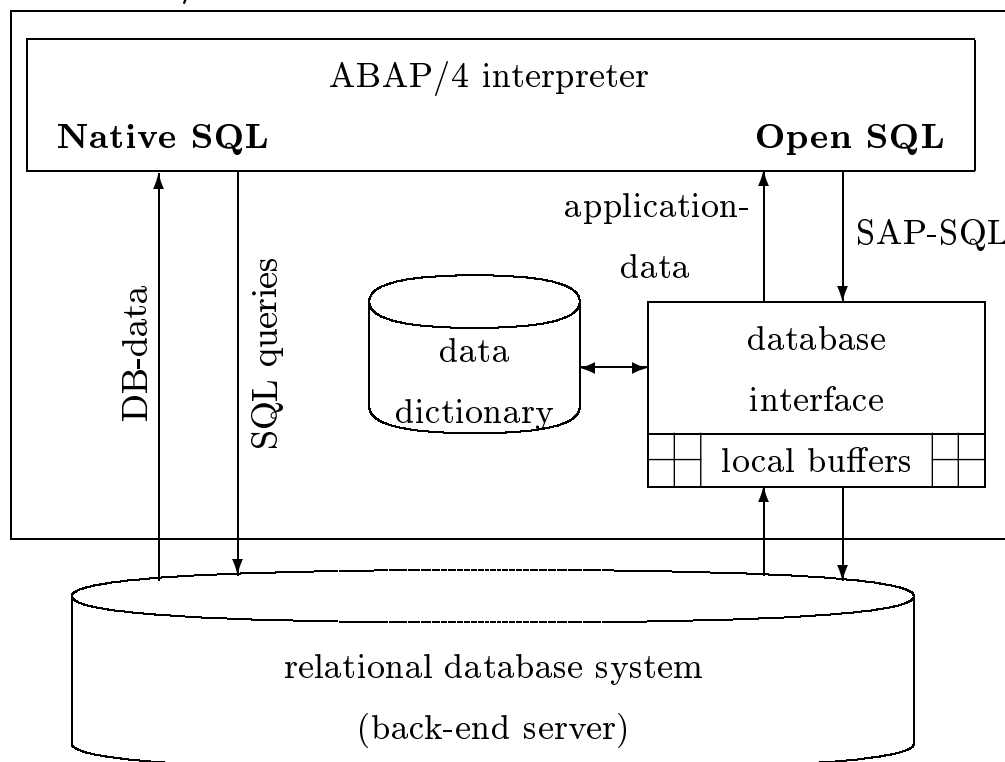 ABAP/4 interpreter
Native SQL
Open SQL
application-
data
SAP-SQL
DB-data
SQL queries
data
dictionary
database
interface
local buffers
relational database system
(back-end server)